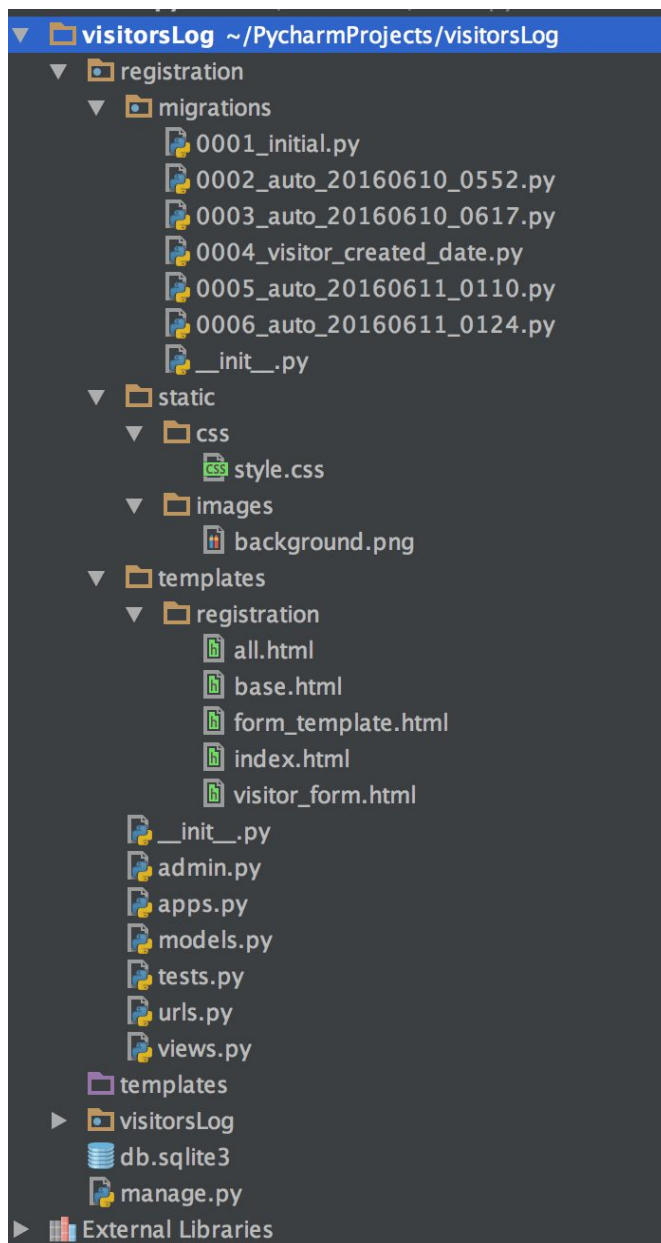 visitorsLog ~/PycharmProjects/visitorsLog
registration
migrations
0001_initial.py
0002_auto_20160610_0552.py
0003_auto_20160610_0617.py
0004_visitor_created_date.py
0005_auto_20160611_0110.py
0006_auto_20160611_0124.py
__init__.py
static
css
style.css
images
background.png
templates
registration
all.html
base.html
form_template.html
index.html
visitor_form.html
__init__.py
admin.py
apps.py
models.py
tests.py
urls.py
views.py
templates
visitorsLog
db.sqlite3
manage.py
External Libraries